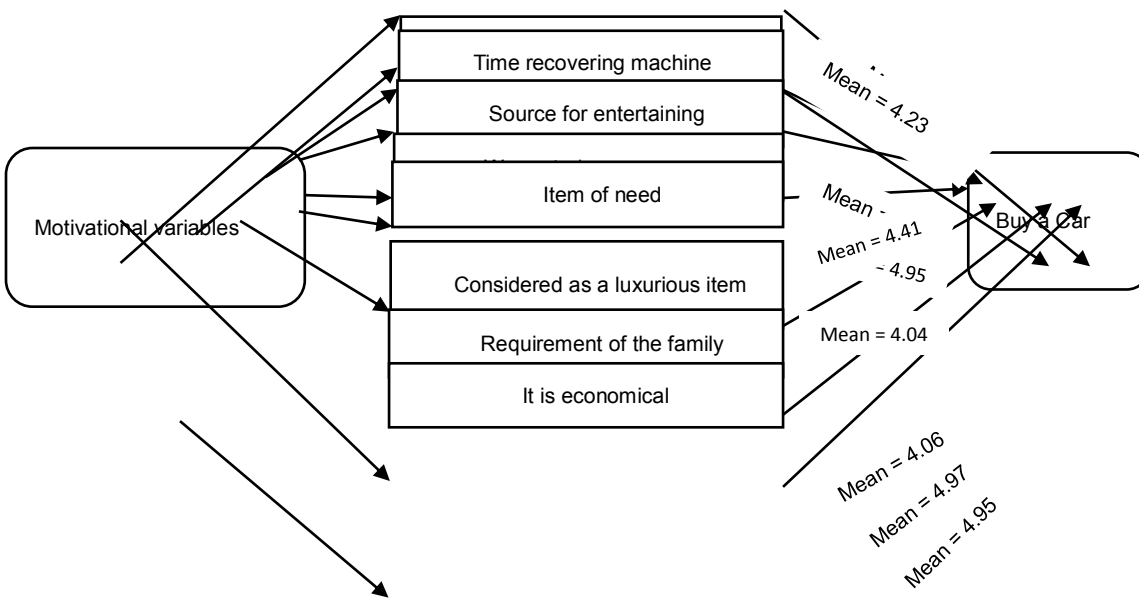 Time recovering machine
Mean = 4.23
Source for entertaining
Item of need
Mean =
Motivational variables
Buy a Car
Mean = 4.41
= 4.95
Considered as a luxurious item
Mean = 4.04
Requirement of the family
It is economical
Mean = 4.06
Mean = 4.97
Mean = 4.95